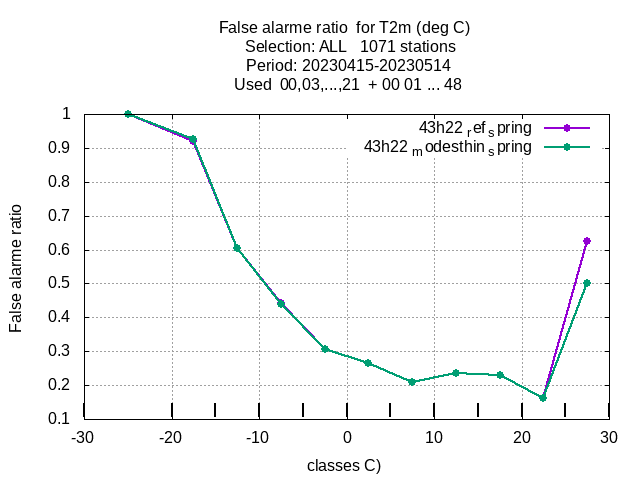 False alarme ratio  for T2m (deg C)
Selection: ALL   1071 stations
Period: 20230415-20230514
Used  00,03,...,21  + 00 01 ... 48
43h22 ref spring
43h22 modesthin spring
False alarme ratio
1
0.9
0.8
0.7
0.6
0.5
0.4
0.3
0.2
0.1
-30 -20 -10 0 10 20 30
classes C)